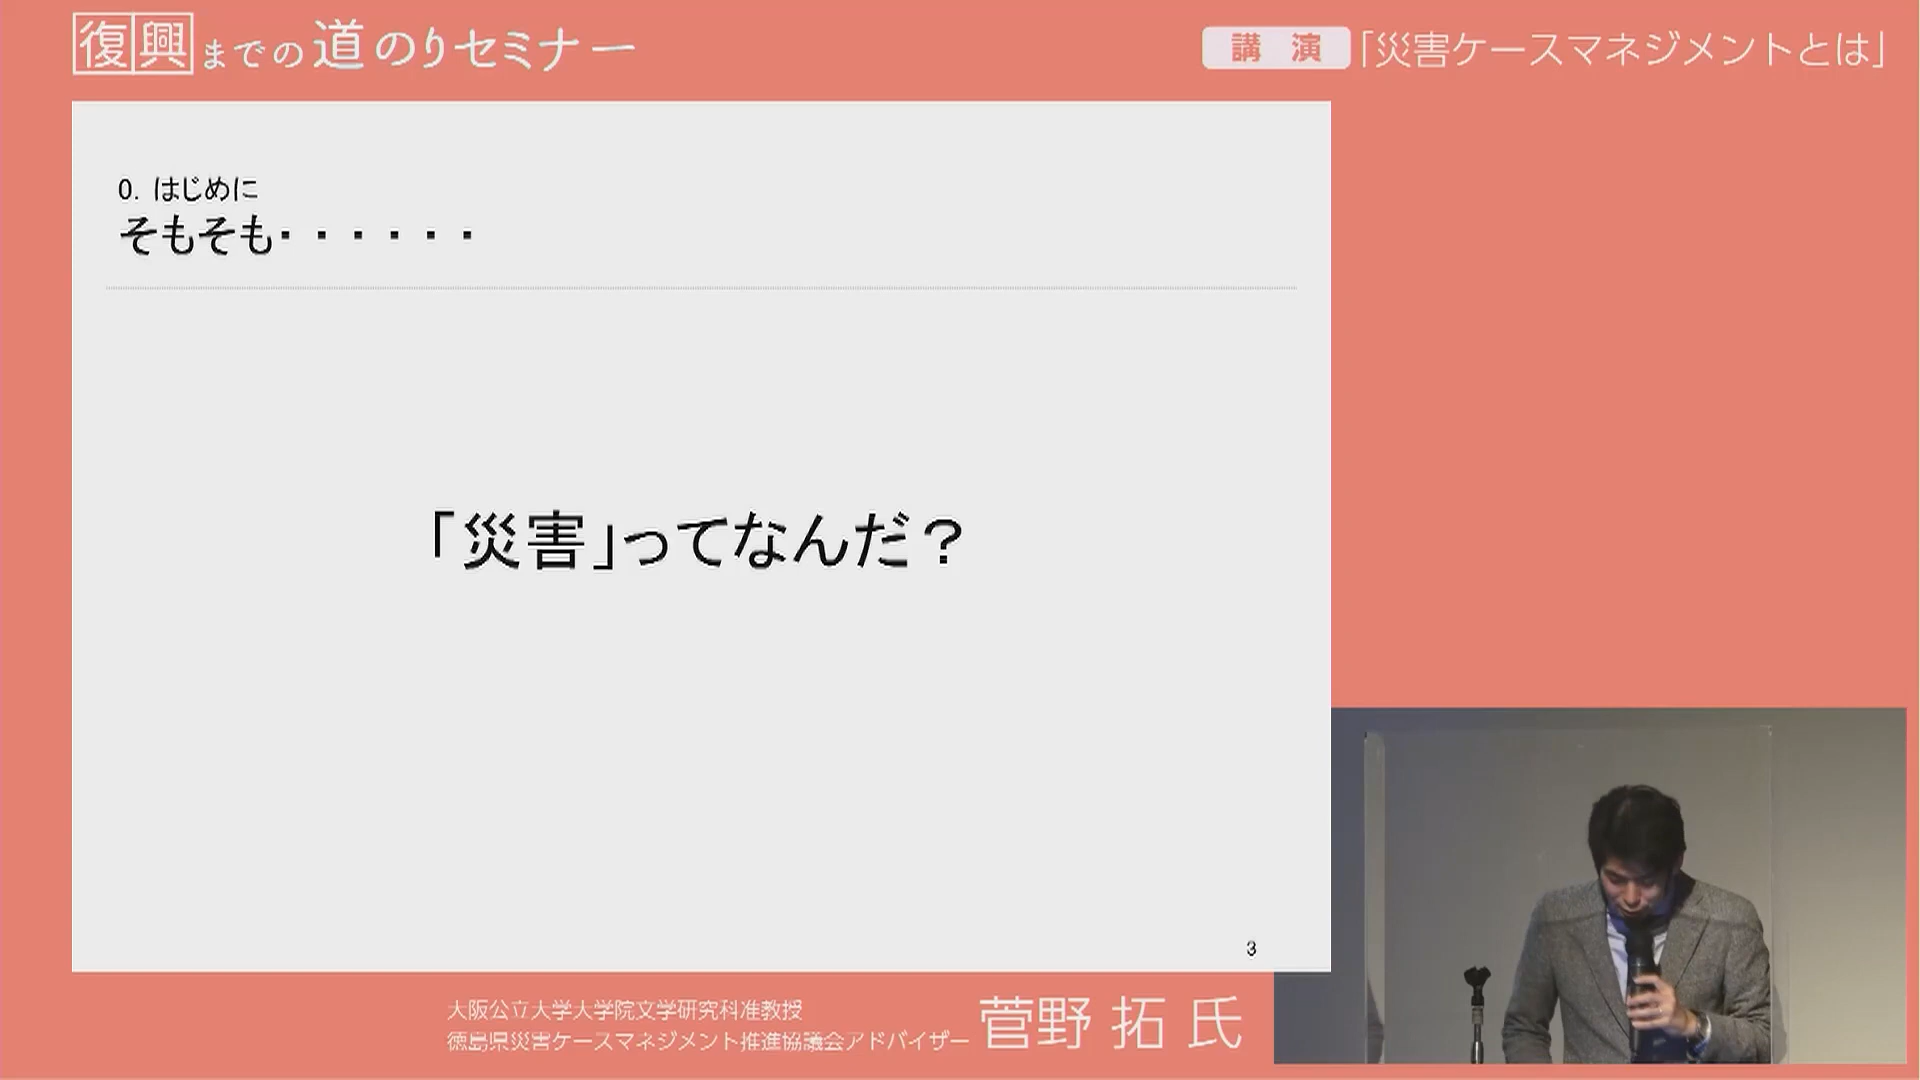 復興までの道のりセミナー
講演「災害ケースマネジメントとは」
0. はじめに
そもそも・・・・・・
「災害」ってなんだ？
3
大阪公立大学大学院文学研究科准教授
徳島県災害ケースマネジメント推進協議会アドバイザー
菅野 拓 氏